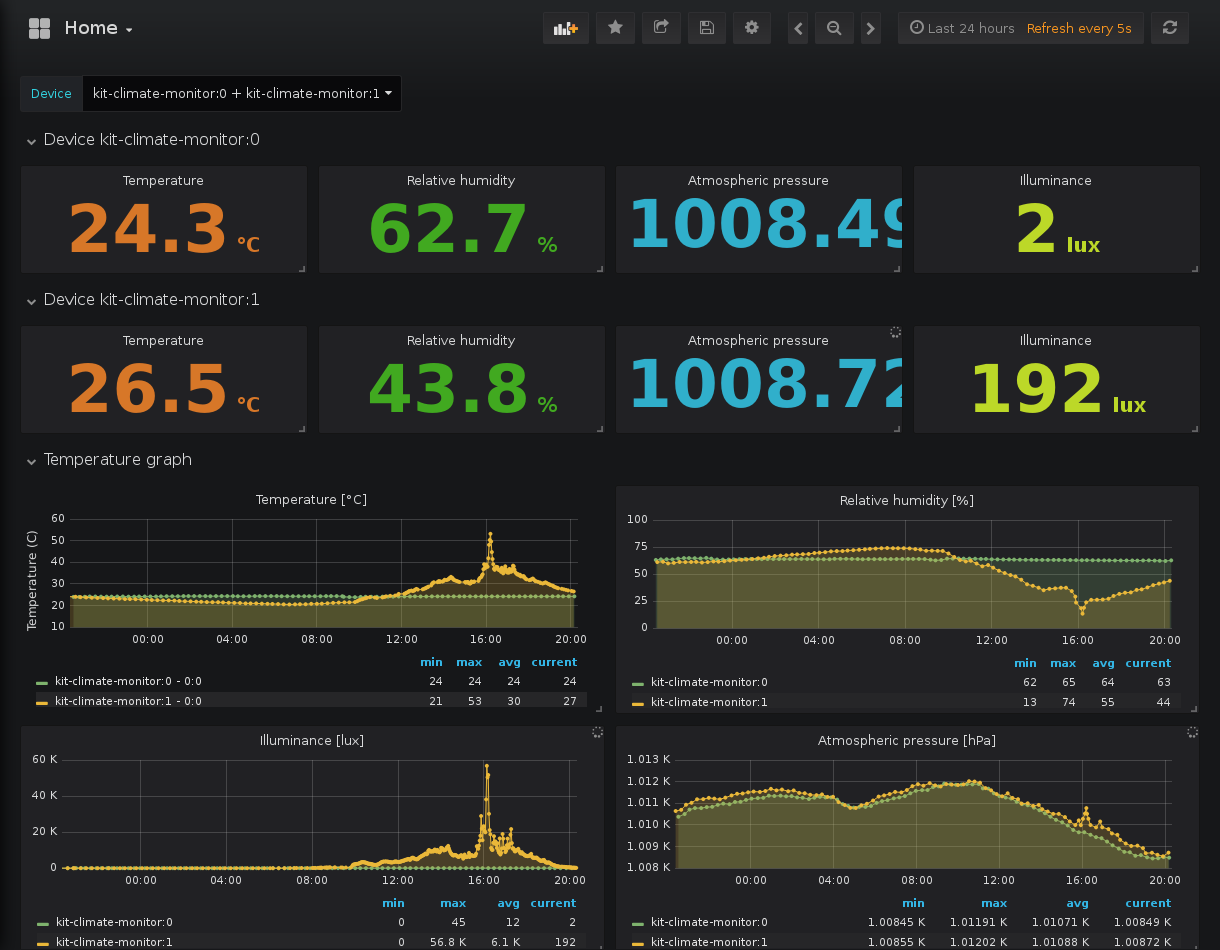 Home
Last 24 hours Refresh every 5s
Device kit-climate-monitor:0 + kit-climate-monitor:1
Device kit-climate-monitor:0
Temperature Relative humidity Atmospheric pressure Illuminance
24.3 °C 62.7 % 1008.49 2 lux
Device kit-climate-monitor:1
Temperature Relative humidity Atmospheric pressure Illuminance
26.5 °C 43.8 % 1008.72 192 lux
Temperature graph
Temperature [°C]
Temperature (C)
60
50
40
30
20
10
00:00 04:00 08:00 12:00 16:00 20:00
min max avg current
kit-climate-monitor:0 - 0:0 24 24 24 24
kit-climate-monitor:1 - 0:0 21 53 30 27
Relative humidity [%]
100
75
50
25
0
00:00 04:00 08:00 12:00 16:00 20:00
min max avg current
kit-climate-monitor:0 62 65 64 63
kit-climate-monitor:1 13 74 55 44
Illuminance [lux]
60 K
40 K
20 K
0
00:00 04:00 08:00 12:00 16:00 20:00
min max avg current
kit-climate-monitor:0 0 45 12 2
kit-climate-monitor:1 0 56.8 K 6.1 K 192
Atmospheric pressure [hPa]
1.013 K
1.012 K
1.011 K
1.010 K
1.009 K
1.008 K
00:00 04:00 08:00 12:00 16:00 20:00
min max avg current
kit-climate-monitor:0 1.00845 K 1.01191 K 1.01071 K 1.00849 K
kit-climate-monitor:1 1.00855 K 1.01202 K 1.01088 K 1.00872 K